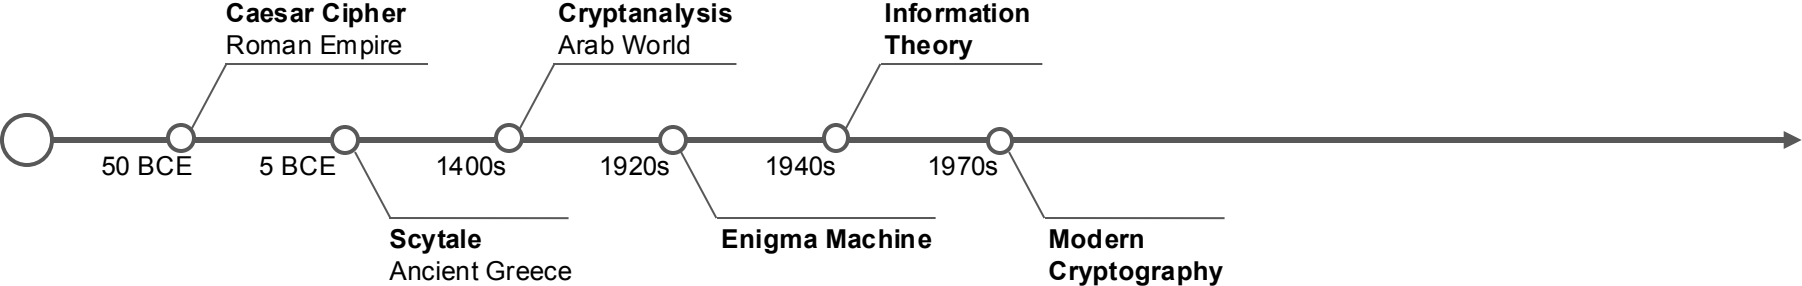 Caesar Cipher
Roman Empire
Cryptanalysis
Arab World
Information
Theory
50 BCE
5 BCE
1400s
1920s
1940s
1970s
Scytale
Ancient Greece
Enigma Machine
Modern
Cryptography